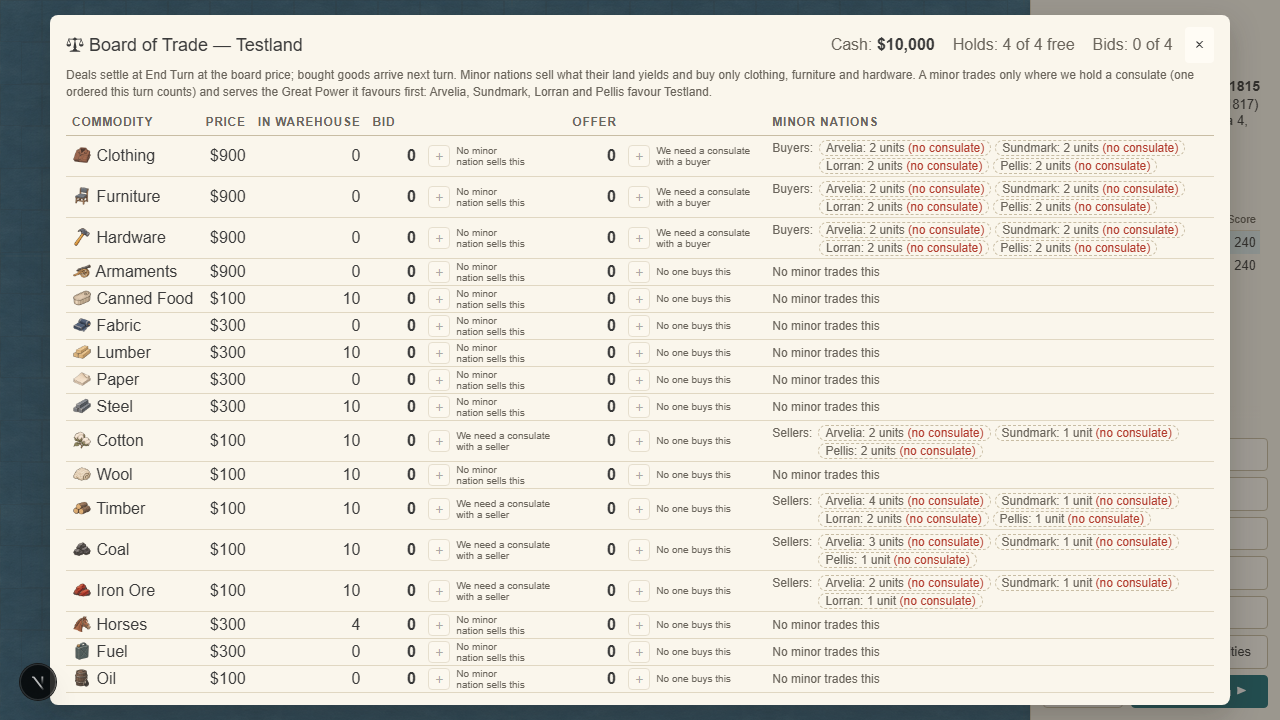 Board of Trade — Testland
Cash: $10,000 Holds: 4 of 4 free Bids: 0 of 4 ×
Deals settle at End Turn at the board price; bought goods arrive next turn. Minor nations sell what their land yields and buy only clothing, furniture and hardware. A minor trades only where we hold a consulate (one
ordered this turn counts) and serves the Great Power it favours first: Arvelia, Sundmark, Lorran and Pellis favour Testland.
COMMODITY PRICE IN WAREHOUSE BID OFFER MINOR NATIONS
Clothing $900 0 0 + No minor nation sells this 0 + We need a consulate with a buyer Buyers: Arvelia: 2 units (no consulate) Sundmark: 2 units (no consulate)
Lorran: 2 units (no consulate) Pellis: 2 units (no consulate)
Furniture $900 0 0 + No minor nation sells this 0 + We need a consulate with a buyer Buyers: Arvelia: 2 units (no consulate) Sundmark: 2 units (no consulate)
Lorran: 2 units (no consulate) Pellis: 2 units (no consulate)
Hardware $900 0 0 + No minor nation sells this 0 + We need a consulate with a buyer Buyers: Arvelia: 2 units (no consulate) Sundmark: 2 units (no consulate)
Lorran: 2 units (no consulate) Pellis: 2 units (no consulate)
Armaments $900 0 0 + No minor nation sells this 0 + No one buys this No minor trades this
Canned Food $100 10 0 + No minor nation sells this 0 + No one buys this No minor trades this
Fabric $300 0 0 + No minor nation sells this 0 + No one buys this No minor trades this
Lumber $300 10 0 + No minor nation sells this 0 + No one buys this No minor trades this
Paper $300 0 0 + No minor nation sells this 0 + No one buys this No minor trades this
Steel $300 10 0 + No minor nation sells this 0 + No one buys this No minor trades this
Cotton $100 10 0 + We need a consulate with a seller 0 + No one buys this Sellers: Arvelia: 2 units (no consulate) Sundmark: 1 unit (no consulate)
Pellis: 2 units (no consulate)
Wool $100 10 0 + No minor nation sells this 0 + No one buys this No minor trades this
Timber $100 10 0 + We need a consulate with a seller 0 + No one buys this Sellers: Arvelia: 4 units (no consulate) Sundmark: 1 unit (no consulate)
Lorran: 2 units (no consulate) Pellis: 1 unit (no consulate)
Coal $100 10 0 + We need a consulate with a seller 0 + No one buys this Sellers: Arvelia: 3 units (no consulate) Sundmark: 1 unit (no consulate)
Pellis: 1 unit (no consulate)
Iron Ore $100 10 0 + We need a consulate with a seller 0 + No one buys this Sellers: Arvelia: 2 units (no consulate) Sundmark: 1 unit (no consulate)
Lorran: 1 unit (no consulate)
Horses $300 4 0 + No minor nation sells this 0 + No one buys this No minor trades this
Fuel $300 0 0 + No minor nation sells this 0 + No one buys this No minor trades this
Oil $100 0 0 + No minor nation sells this 0 + No one buys this No minor trades this
1815
817)
4,
Score
240
240